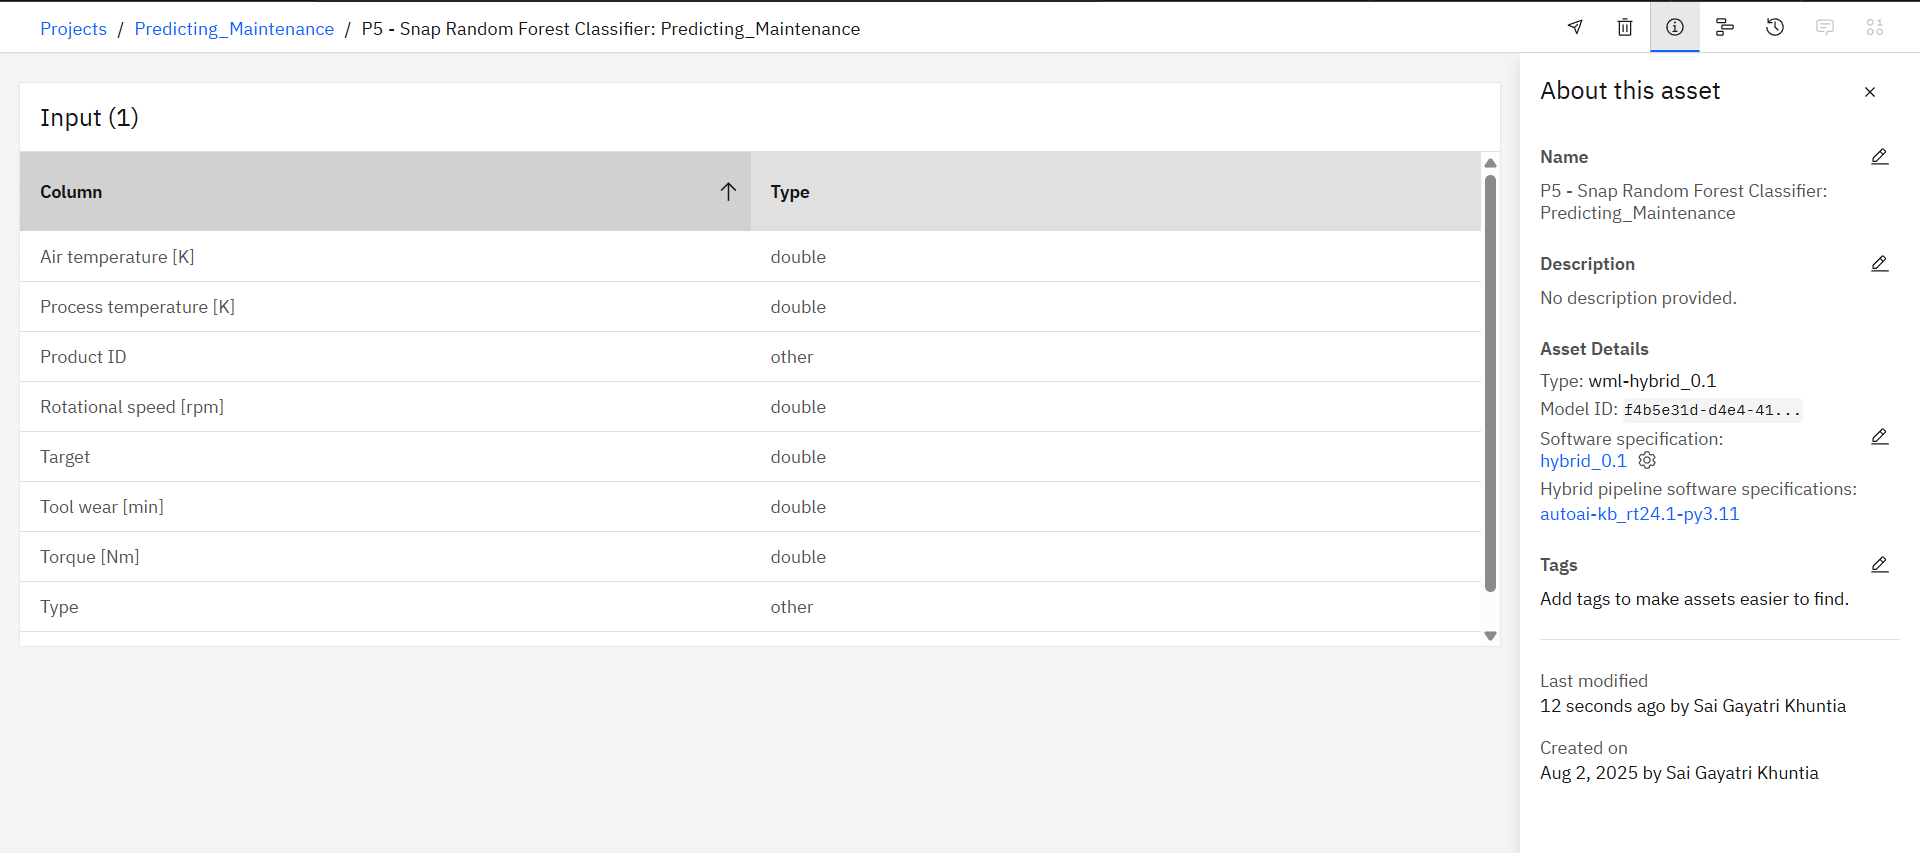 Projects / Predicting_Maintenance / P5 - Snap Random Forest Classifier: Predicting_Maintenance
Input (1)
Column Type
Air temperature [K] double
Process temperature [K] double
Product ID other
Rotational speed [rpm] double
Target double
Tool wear [min] double
Torque [Nm] double
Type other
About this asset
Name
P5 - Snap Random Forest Classifier:
Predicting_Maintenance
Description
No description provided.
Asset Details
Type: wml-hybrid_0.1
Model ID: f4b5e31d-d4e4-41...
Software specification:
hybrid_0.1
Hybrid pipeline software specifications:
autoai-kb_rt24.1-py3.11
Tags
Add tags to make assets easier to find.
Last modified
12 seconds ago by Sai Gayatri Khuntia
Created on
Aug 2, 2025 by Sai Gayatri Khuntia